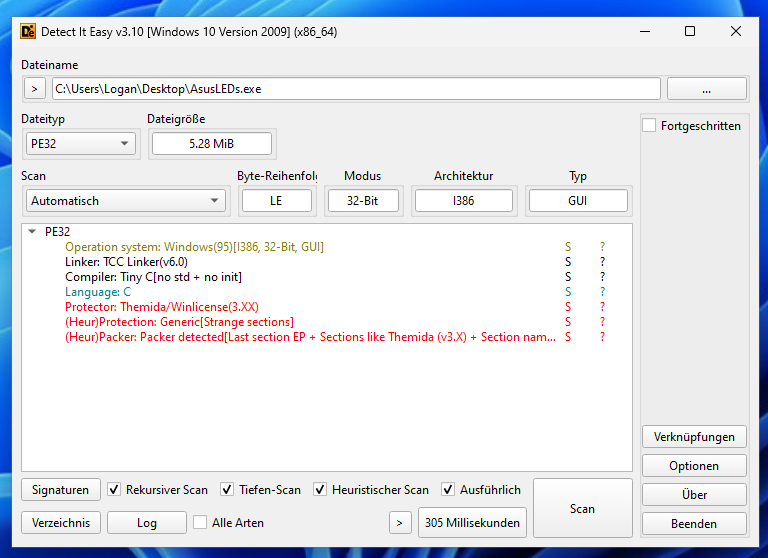 Detect It Easy v3.10 [Windows 10 Version 2009] (x86_64)
Dateiname
> C:\Users\Logan\Desktop\AsusLEDs.exe ...
Dateityp Dateigröße
PE32 5.28 MiB
Fortgeschritten
Scan Byte-Reihenfolg Modus Architektur Typ
Automatisch LE 32-Bit I386 GUI
PE32
Operation system: Windows(95)[I386, 32-Bit, GUI] S ?
Linker: TCC Linker(v6.0) S ?
Compiler: Tiny C[no std + no init] S ?
Language: C S ?
Protector: Themida/Winlicense(3.XX) S ?
(Heur)Protection: Generic[Strange sections] S ?
(Heur)Packer: Packer detected[Last section EP + Sections like Themida (v3.X) + Section nam... S ?
Verknüpfungen
Optionen
Über
Beenden
Signaturen Rekursiver Scan Tiefen-Scan Heuristischer Scan Ausführlich
Scan
Verzeichnis Log Alle Arten > 305 Millisekunden